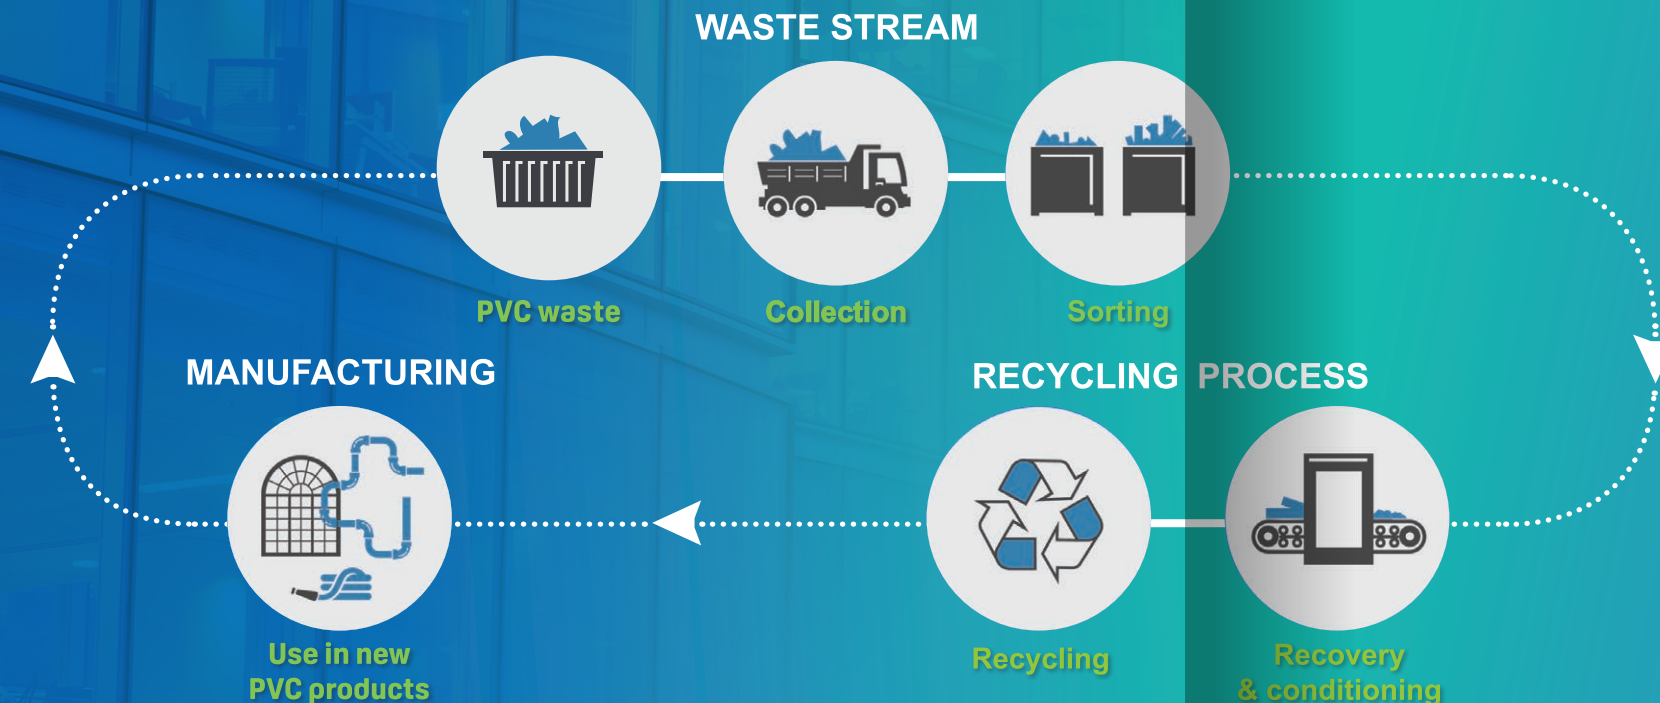 WASTE STREAM
PVC waste
Collection
Sorting
MANUFACTURING
RECYCLING PROCESS
Use in new
PVC products
Recycling
Recovery
& conditioning